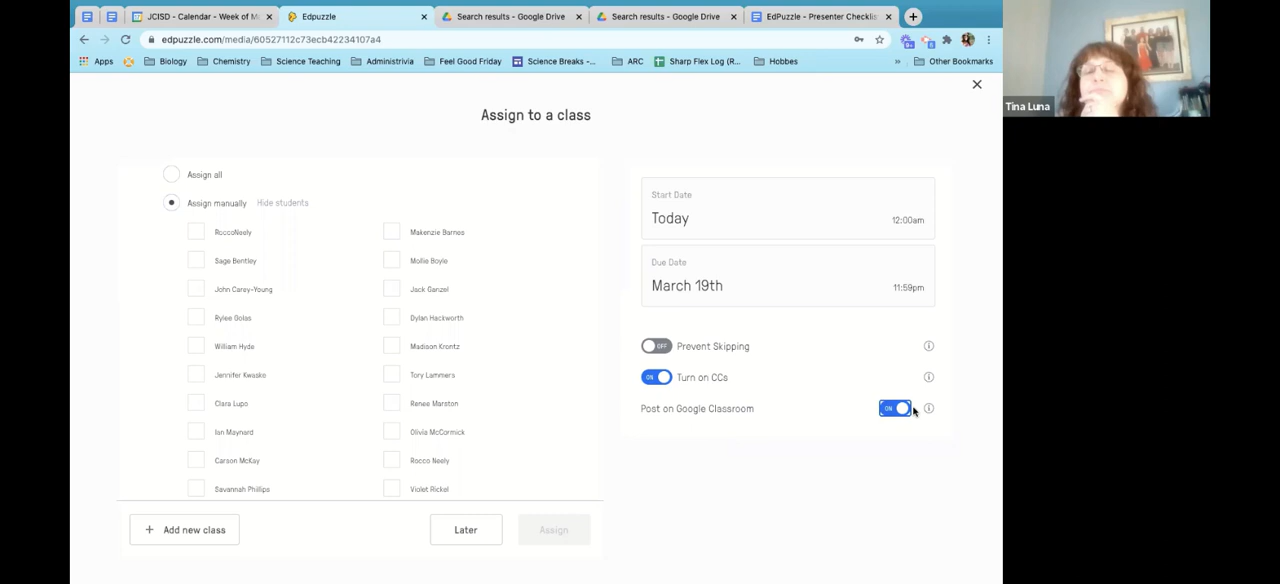 JCISD - Calendar - Week of M
Edpuzzle
Search results - Google Drive
Search results - Google Drive
EdPuzzle - Presenter Checklis
edpuzzle.com/media/60527112c73ecb42234107a4
Apps
Biology
Chemistry
Science Teaching
Administrivia
Feel Good Friday
Science Breaks -...
ARC
Sharp Flex Log (R...
Hobbes
Other Bookmarks
Tina Luna
Assign to a class
Assign all
Assign manually Hide students
RoccoNeely
Makenzie Barnes
Sage Bentley
Mollie Boyle
John Carey-Young
Jack Ganzel
Rylee Golas
Dylan Hackworth
William Hyde
Madison Krontz
Jennifer Kwaske
Tory Lammers
Clara Lupo
Renee Marston
Ian Maynard
Olivia McCormick
Carson McKay
Rocco Neely
Savannah Phillips
Violet Rickel
+ Add new class
Later
Assign
Start Date
Today 12:00am
Due Date
March 19th 11:59pm
OFF Prevent Skipping
ON Turn on CCs
Post on Google Classroom ON